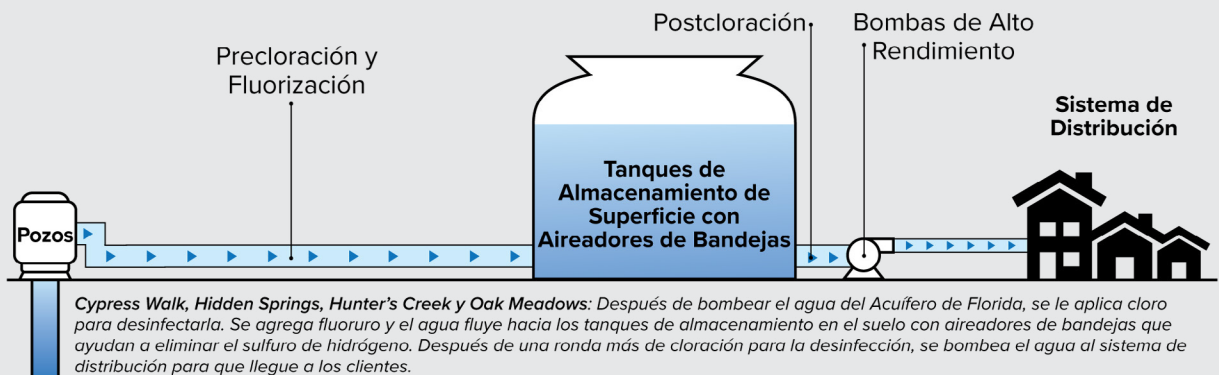 Postcloración
Bombas de Alto
Rendimiento
Precloración y
Fluorización
Sistema de
Distribución
Tanques de
Almacenamiento de
Superficie con
Aireadores de Bandejas
Pozos
Cypress Walk, Hidden Springs, Hunter’s Creek y Oak Meadows: Después de bombear el agua del Acuífero de Florida, se le aplica cloro
para desinfectarla. Se agrega fluoruro y el agua fluye hacia los tanques de almacenamiento en el suelo con aireadores de bandejas que
ayudan a eliminar el sulfuro de hidrógeno. Después de una ronda más de cloración para la desinfección, se bombea el agua al sistema de
distribución para que llegue a los clientes.